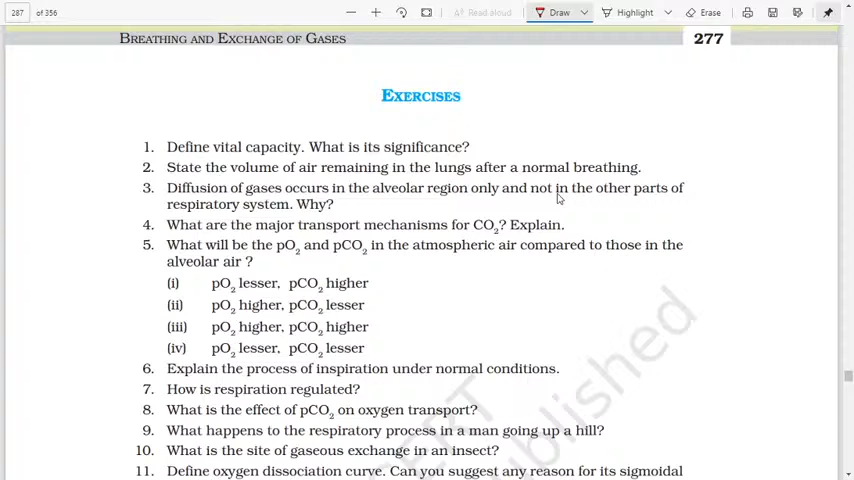 287 of 356 Read aloud Draw Highlight Erase
BREATHING AND EXCHANGE OF GASES 277
EXERCISES
1. Define vital capacity. What is its significance?
2. State the volume of air remaining in the lungs after a normal breathing.
3. Diffusion of gases occurs in the alveolar region only and not in the other parts of
respiratory system. Why?
4. What are the major transport mechanisms for CO₂? Explain.
5. What will be the pO₂ and pCO₂ in the atmospheric air compared to those in the
alveolar air ?
(i) pO₂ lesser, pCO₂ higher
(ii) pO₂ higher, pCO₂ lesser
(iii) pO₂ higher, pCO₂ higher
(iv) pO₂ lesser, pCO₂ lesser
6. Explain the process of inspiration under normal conditions.
7. How is respiration regulated?
8. What is the effect of pCO₂ on oxygen transport?
9. What happens to the respiratory process in a man going up a hill?
10. What is the site of gaseous exchange in an insect?
11. Define oxygen dissociation curve. Can you suggest any reason for its sigmoidal